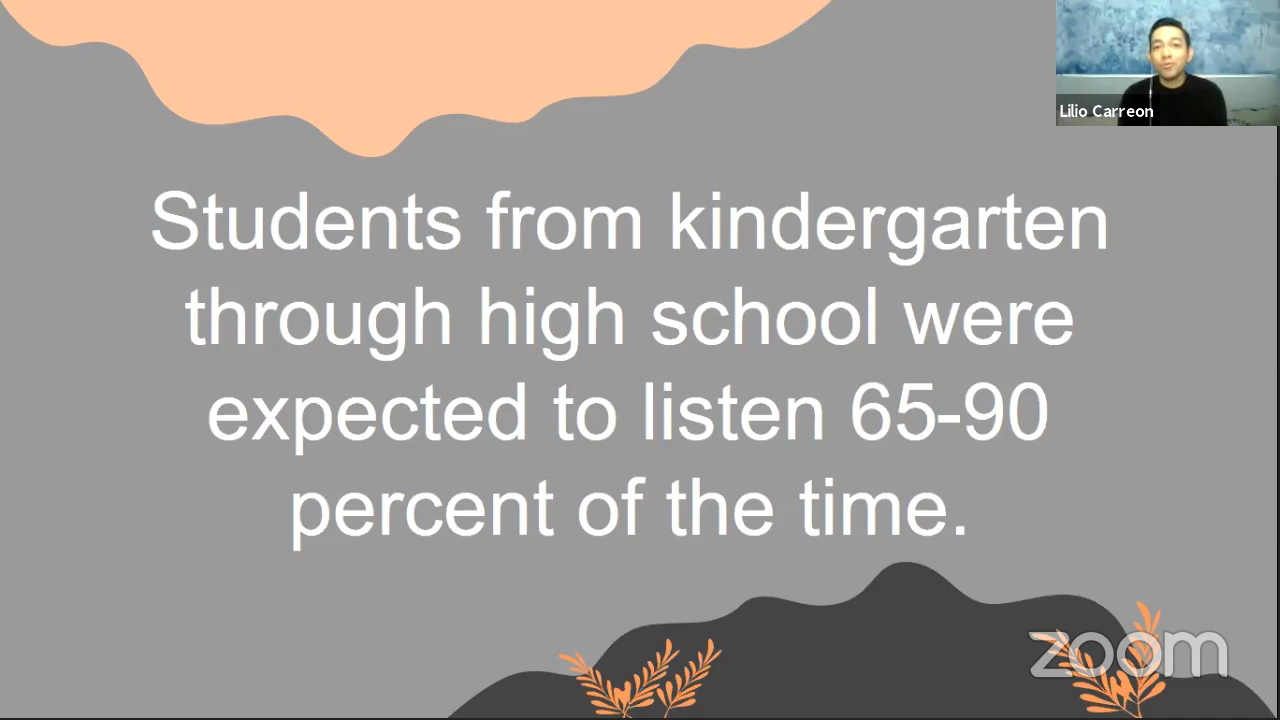 Lilio Carreon
Students from kindergarten
through high school were
expected to listen 65-90
percent of the time.
zoom